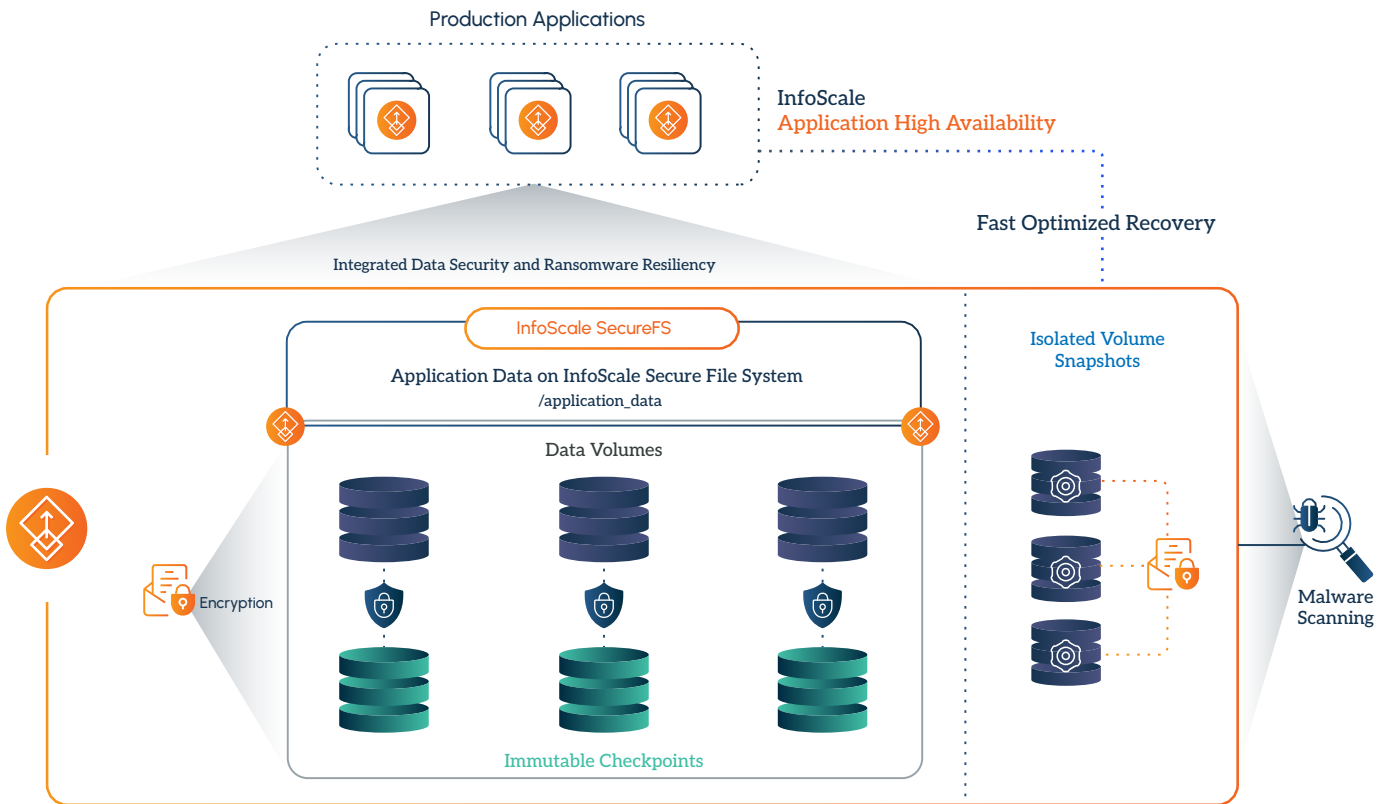 Production Applications
InfoScale
Application High Availability
Fast Optimized Recovery
Integrated Data Security and Ransomware Resiliency
InfoScale SecureFS
Isolated Volume
Snapshots
Application Data on InfoScale Secure File System
/application_data
Data Volumes
Encryption
Malware
Scanning
Immutable Checkpoints